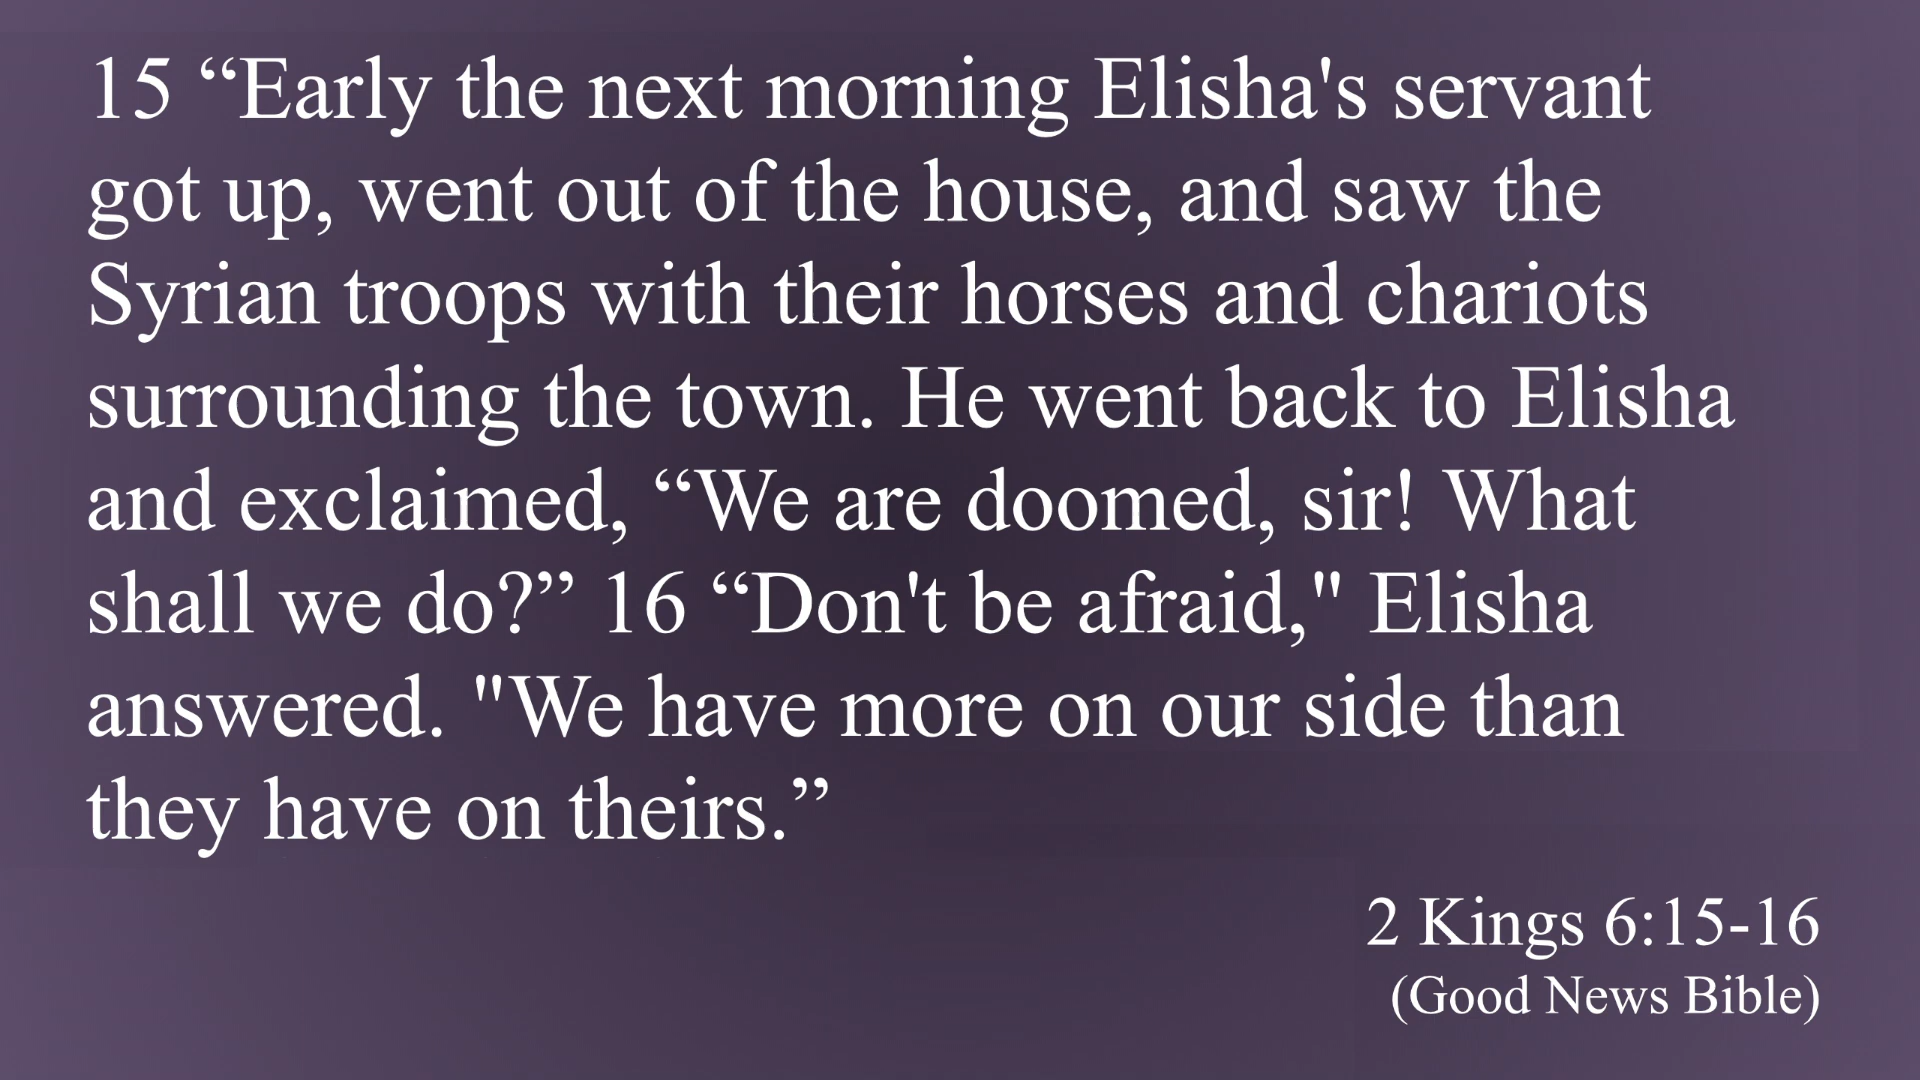 15 “Early the next morning Elisha's servant
got up, went out of the house, and saw the
Syrian troops with their horses and chariots
surrounding the town. He went back to Elisha
and exclaimed, “We are doomed, sir! What
shall we do?” 16 “Don't be afraid," Elisha
answered. "We have more on our side than
they have on theirs.”
2 Kings 6:15-16
(Good News Bible)